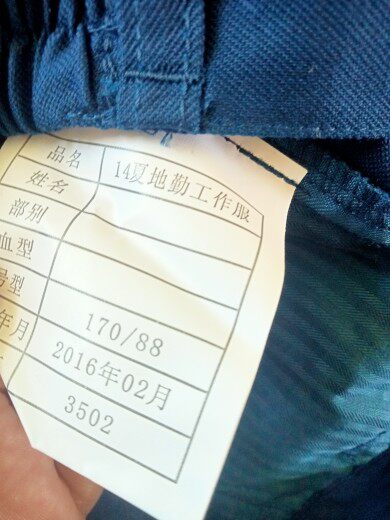 品名 14夏地勤工作服
姓名
部别
血型
号型 170/88
年月 2016年02月
3502